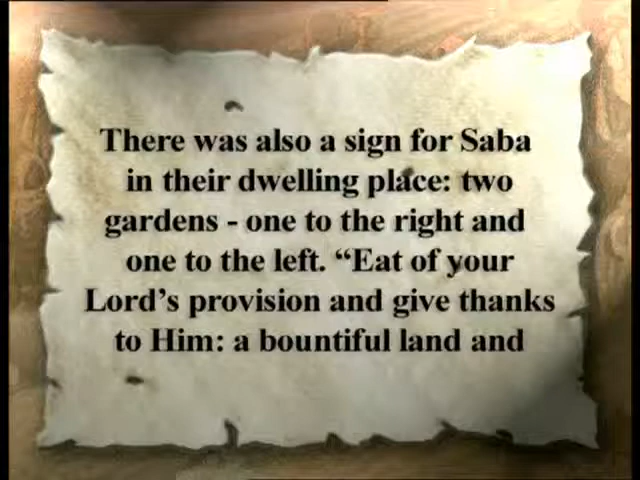 There was also a sign for Saba
in their dwelling place: two
gardens - one to the right and
one to the left. “Eat of your
Lord’s provision and give thanks
to Him: a bountiful land and